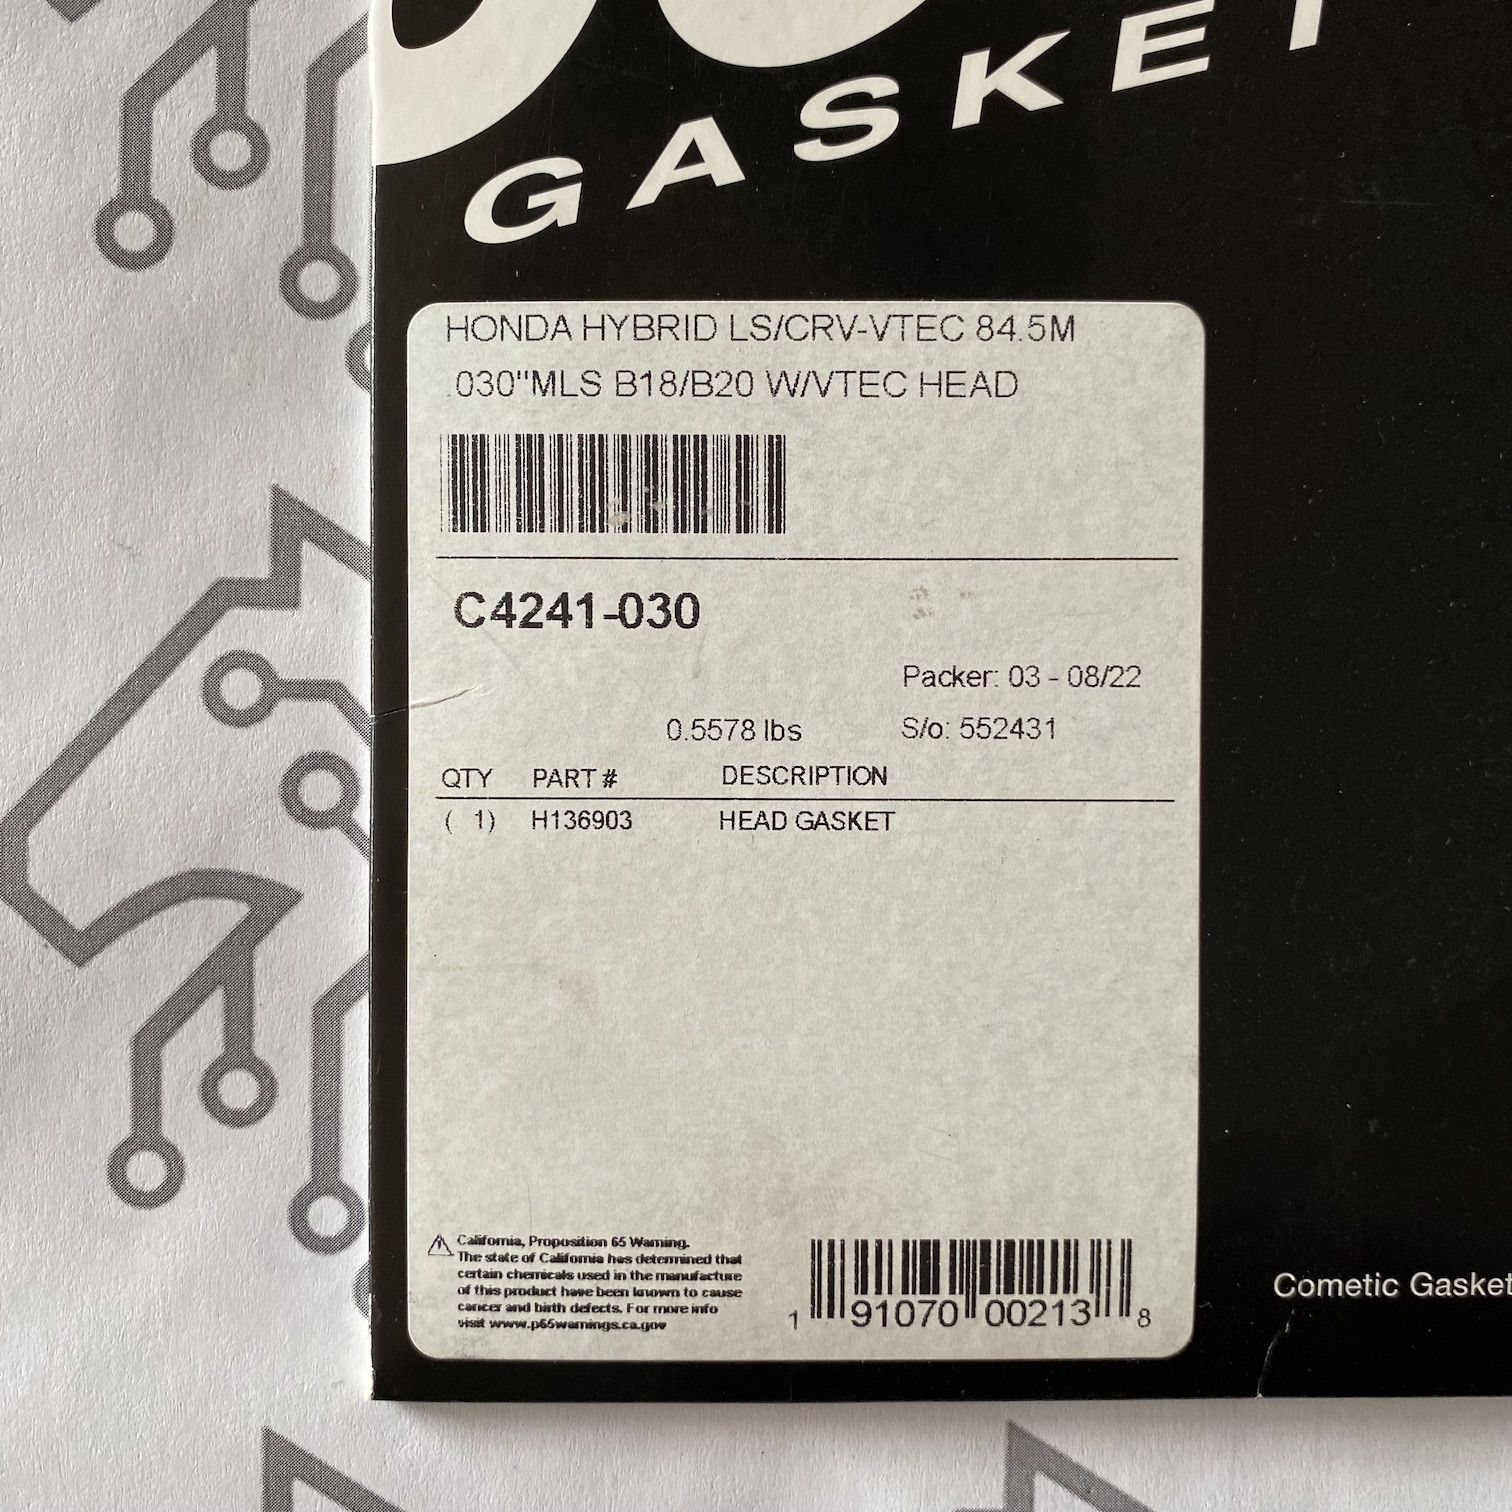 GASKET
HONDA HYBRID LS/CRV-VTEC 84.5M
.030"MLS B18/B20 W/VTEC HEAD
C4241-030
Packer: 03 - 08/22
0.5578 lbs S/o: 552431
QTY PART # DESCRIPTION
( 1) H136903 HEAD GASKET
California, Proposition 65 Warning.
The state of California has determined that
certain chemicals used in the manufacture
of this product have been known to cause
cancer and birth defects. For more info
visit www.p65warnings.ca.gov
1 91070 00213 8
Cometic Gasket